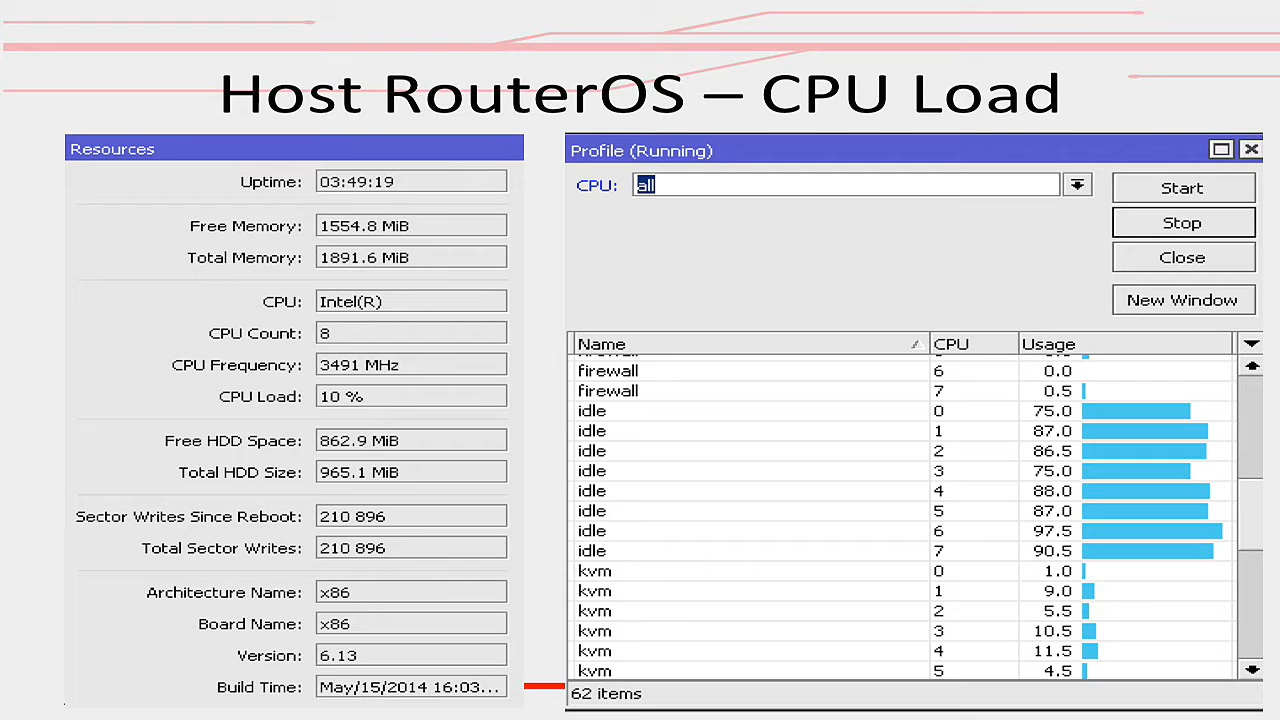 Host RouterOS – CPU Load
Resources
Uptime: 03:49:19
Free Memory: 1554.8 MiB
Total Memory: 1891.6 MiB
CPU: Intel(R)
CPU Count: 8
CPU Frequency: 3491 MHz
CPU Load: 10 %
Free HDD Space: 862.9 MiB
Total HDD Size: 965.1 MiB
Sector Writes Since Reboot: 210 896
Total Sector Writes: 210 896
Architecture Name: x86
Board Name: x86
Version: 6.13
Build Time: May/15/2014 16:03...
Profile (Running)
CPU: all
Start
Stop
Close
New Window
Name CPU Usage
firewall 6 0.0
firewall 7 0.5
idle 0 75.0
idle 1 87.0
idle 2 86.5
idle 3 75.0
idle 4 88.0
idle 5 87.0
idle 6 97.5
idle 7 90.5
kvm 0 1.0
kvm 1 9.0
kvm 2 5.5
kvm 3 10.5
kvm 4 11.5
kvm 5 4.5
62 items